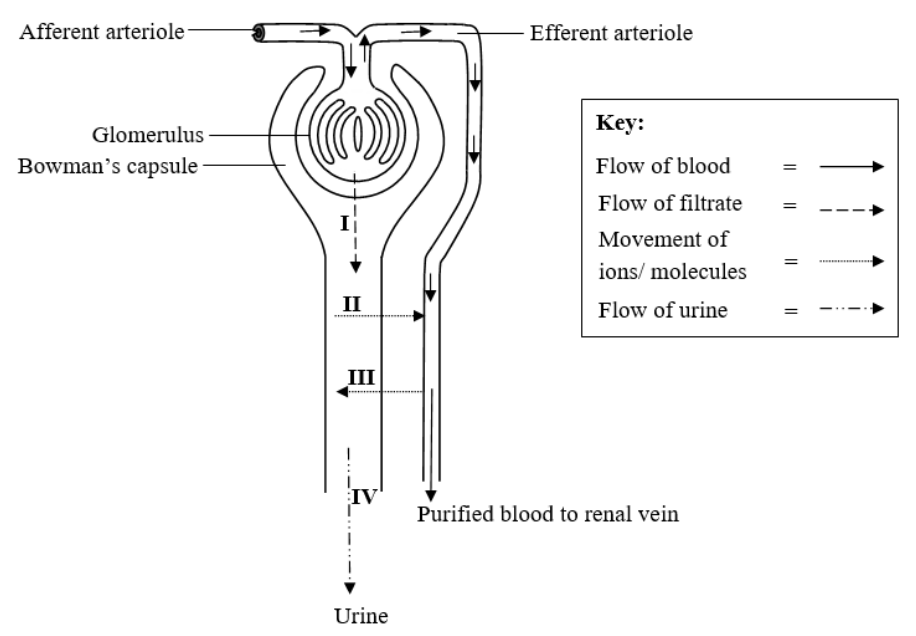 Afferent arteriole
Efferent arteriole
Glomerulus
Bowman's capsule
I
II
III
IV
Purified blood to renal vein
Urine
Key:
Flow of blood =
Flow of filtrate =
Movement of
ions/ molecules =
Flow of urine =